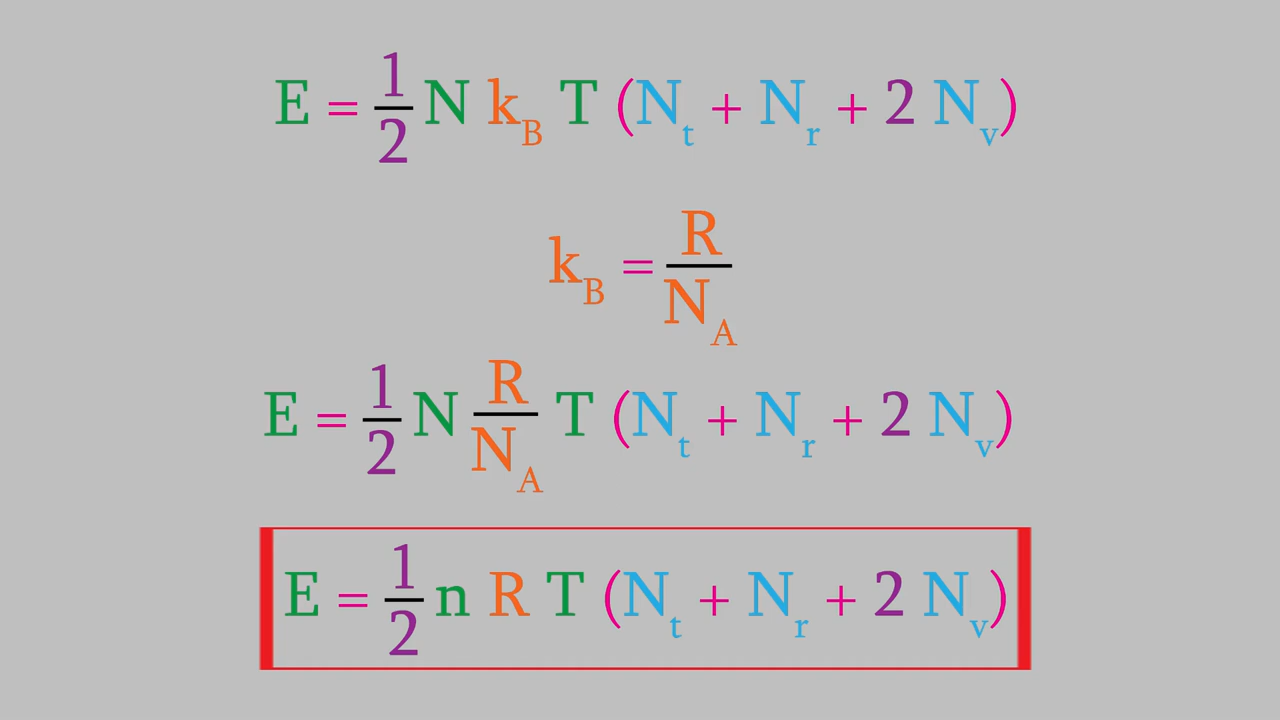 E = 1/2 N k_B T (N_t + N_r + 2 N_v)
k_B = R/N_A
E = 1/2 N R/N_A T (N_t + N_r + 2 N_v)
E = 1/2 n R T (N_t + N_r + 2 N_v)